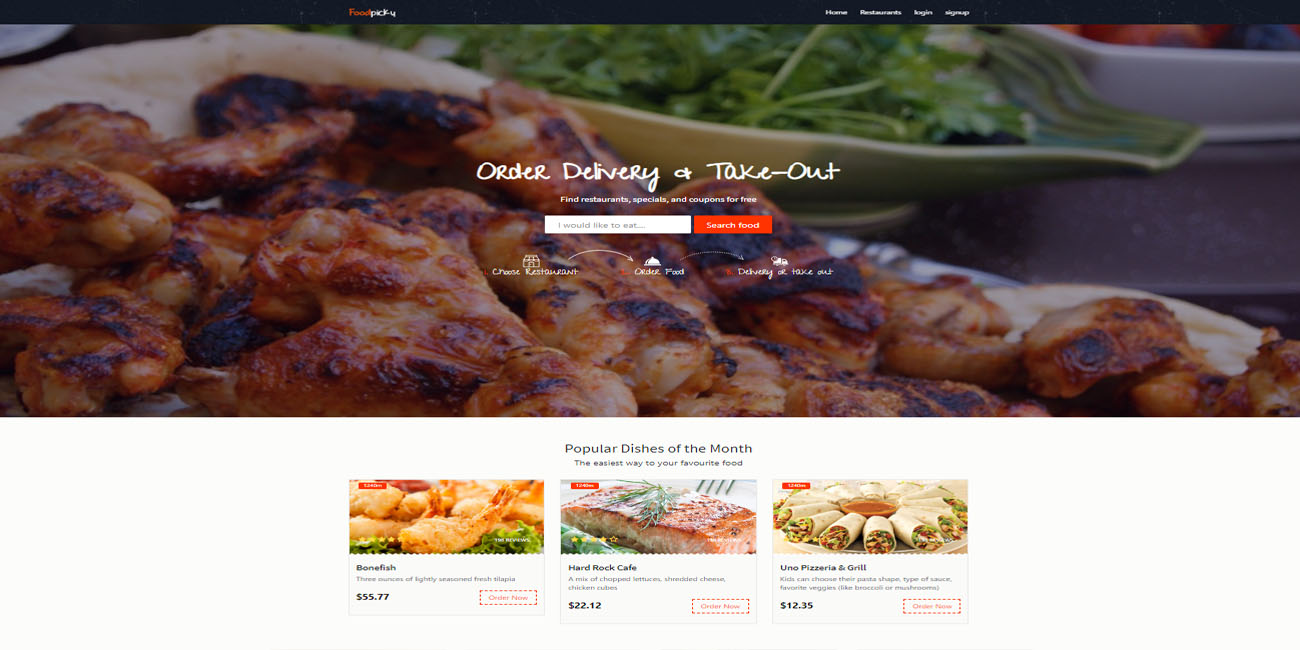 Foodpicky
Home Restaurants login signup
Order Delivery & Take-Out
Find restaurants, specials, and coupons for free
I would like to eat....
Search food
1. Choose Restaurant
Order Food
Delivery or take out
Popular Dishes of the Month
The easiest way to your favourite food
1240m
198 REVIEWS
Bonefish
Three ounces of lightly seasoned fresh tilapia
$55.77
Order Now
1240m
198 REVIEWS
Hard Rock Cafe
A mix of chopped lettuces, shredded cheese,
chicken cubes
$22.12
Order Now
1240m
198 REVIEWS
Uno Pizzeria & Grill
Kids can choose their pasta shape, type of sauce,
favorite veggies (like broccoli or mushrooms)
$12.35
Order Now